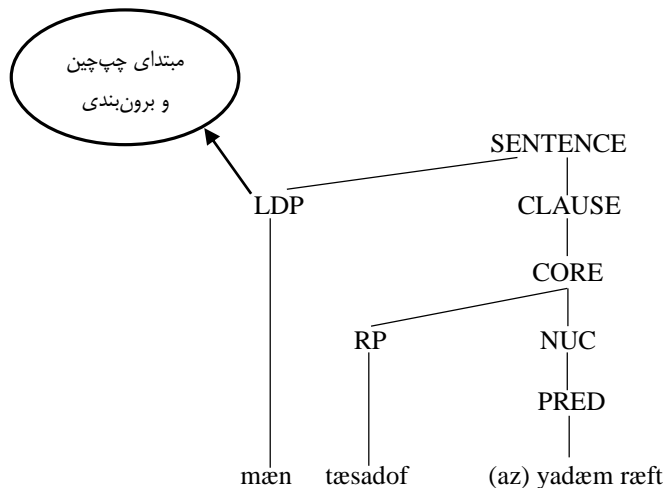 مبتدای چپ‌چین
و برون‌بندی
SENTENCE
LDP CLAUSE
CORE
RP NUC
PRED
mæn tæsadof (az) yadæm ræft